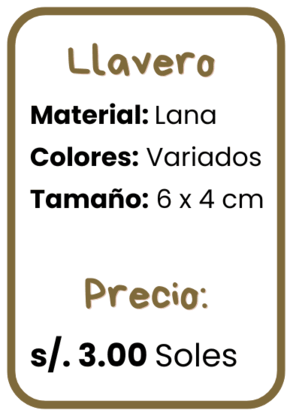 Llavero
Material: Lana
Colores: Variados
Tamaño: 6 x 4 cm
Precio:
s/. 3.00 Soles